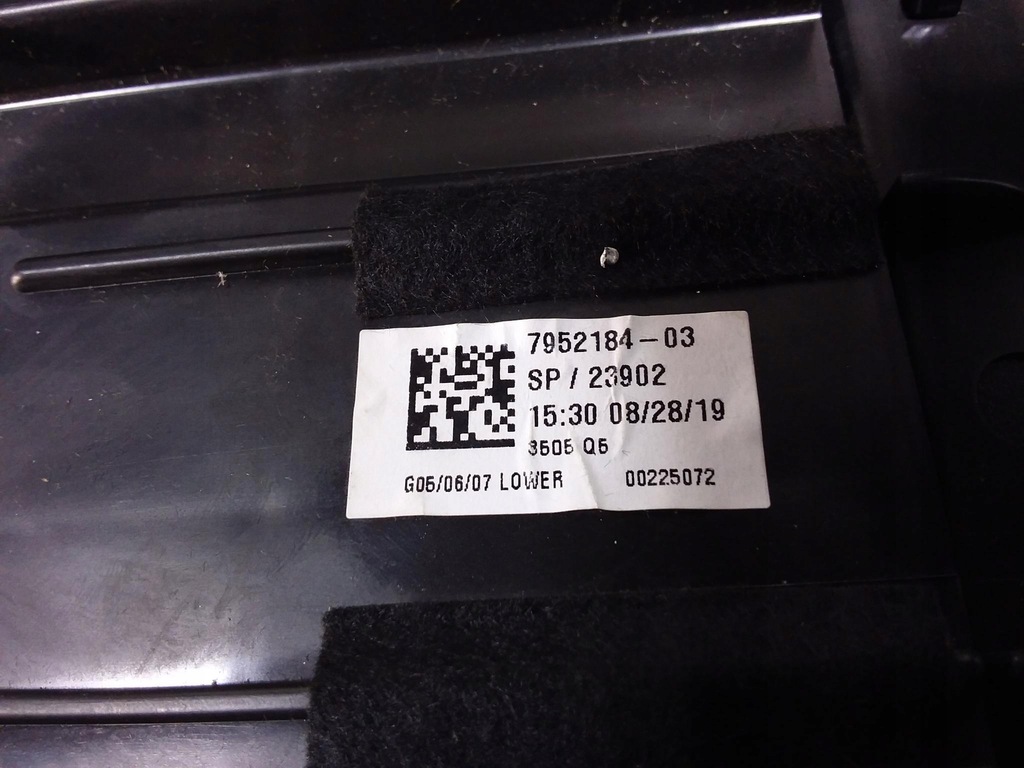 7952184-03
SP / 23902
15:30 08/28/19
3505 Q5
G05/06/07 LOWER 00225072